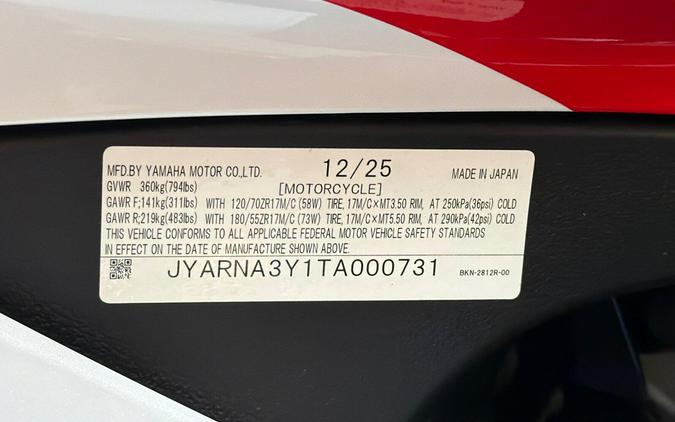 MFD.BY YAMAHA MOTOR CO.,LTD. 12/25 MADE IN JAPAN
GVWR 360kg(794lbs) [MOTORCYCLE]
GAWR F;141kg(311lbs) WITH 120/70ZR17M/C (58W) TIRE, 17M/C×MT3.50 RIM, AT 250kPa(36psi) COLD
GAWR R;219kg(483lbs) WITH 180/55ZR17M/C (73W) TIRE, 17M/C×MT5.50 RIM, AT 290kPa(42psi) COLD
THIS VEHICLE CONFORMS TO ALL APPLICABLE FEDERAL MOTOR VEHICLE SAFETY STANDARDS
IN EFFECT ON THE DATE OF MANUFACTURE SHOWN ABOVE.
JYARNA3Y1TA000731 BKN-2812R-00